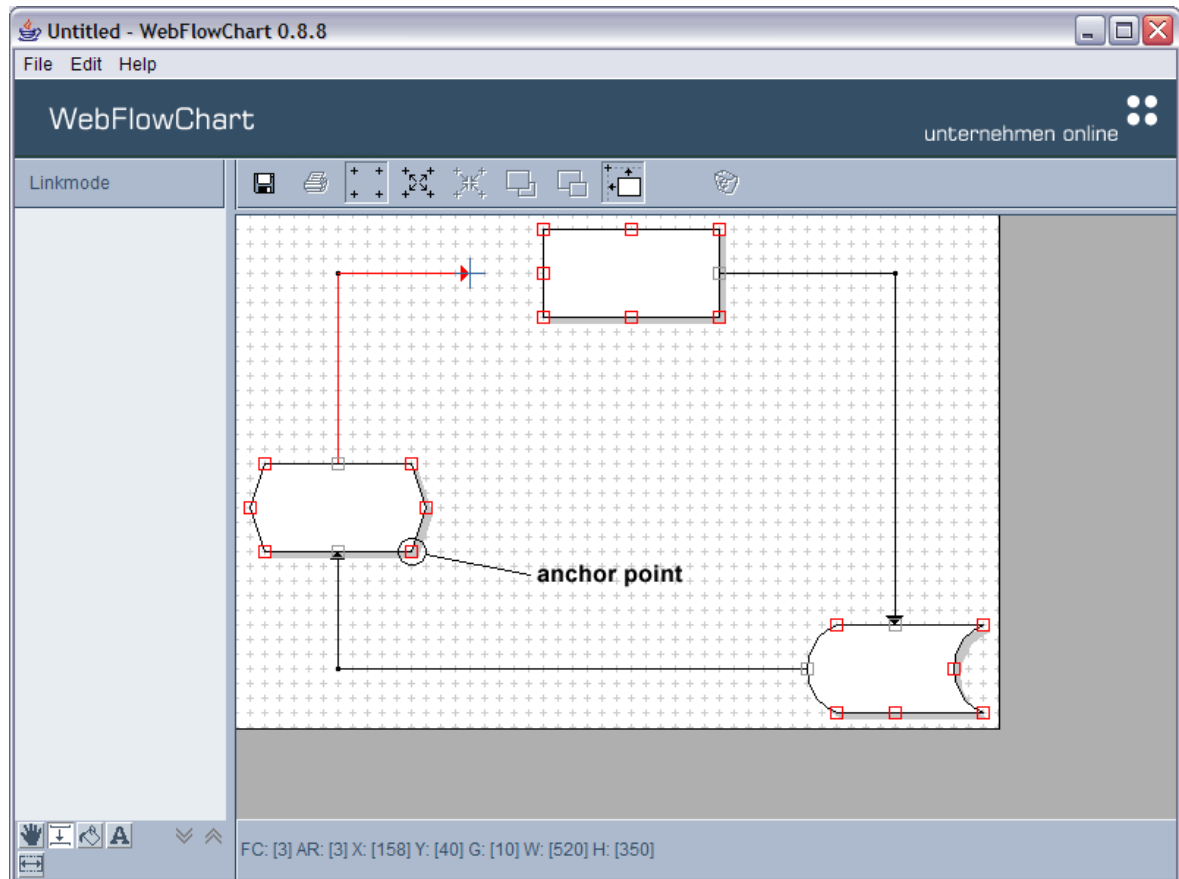 Untitled - WebFlowChart 0.8.8
File Edit Help
WebFlowChart
unternehmen online
Linkmode
anchor point
A
FC: [3] AR: [3] X: [158] Y: [40] G: [10] W: [520] H: [350]